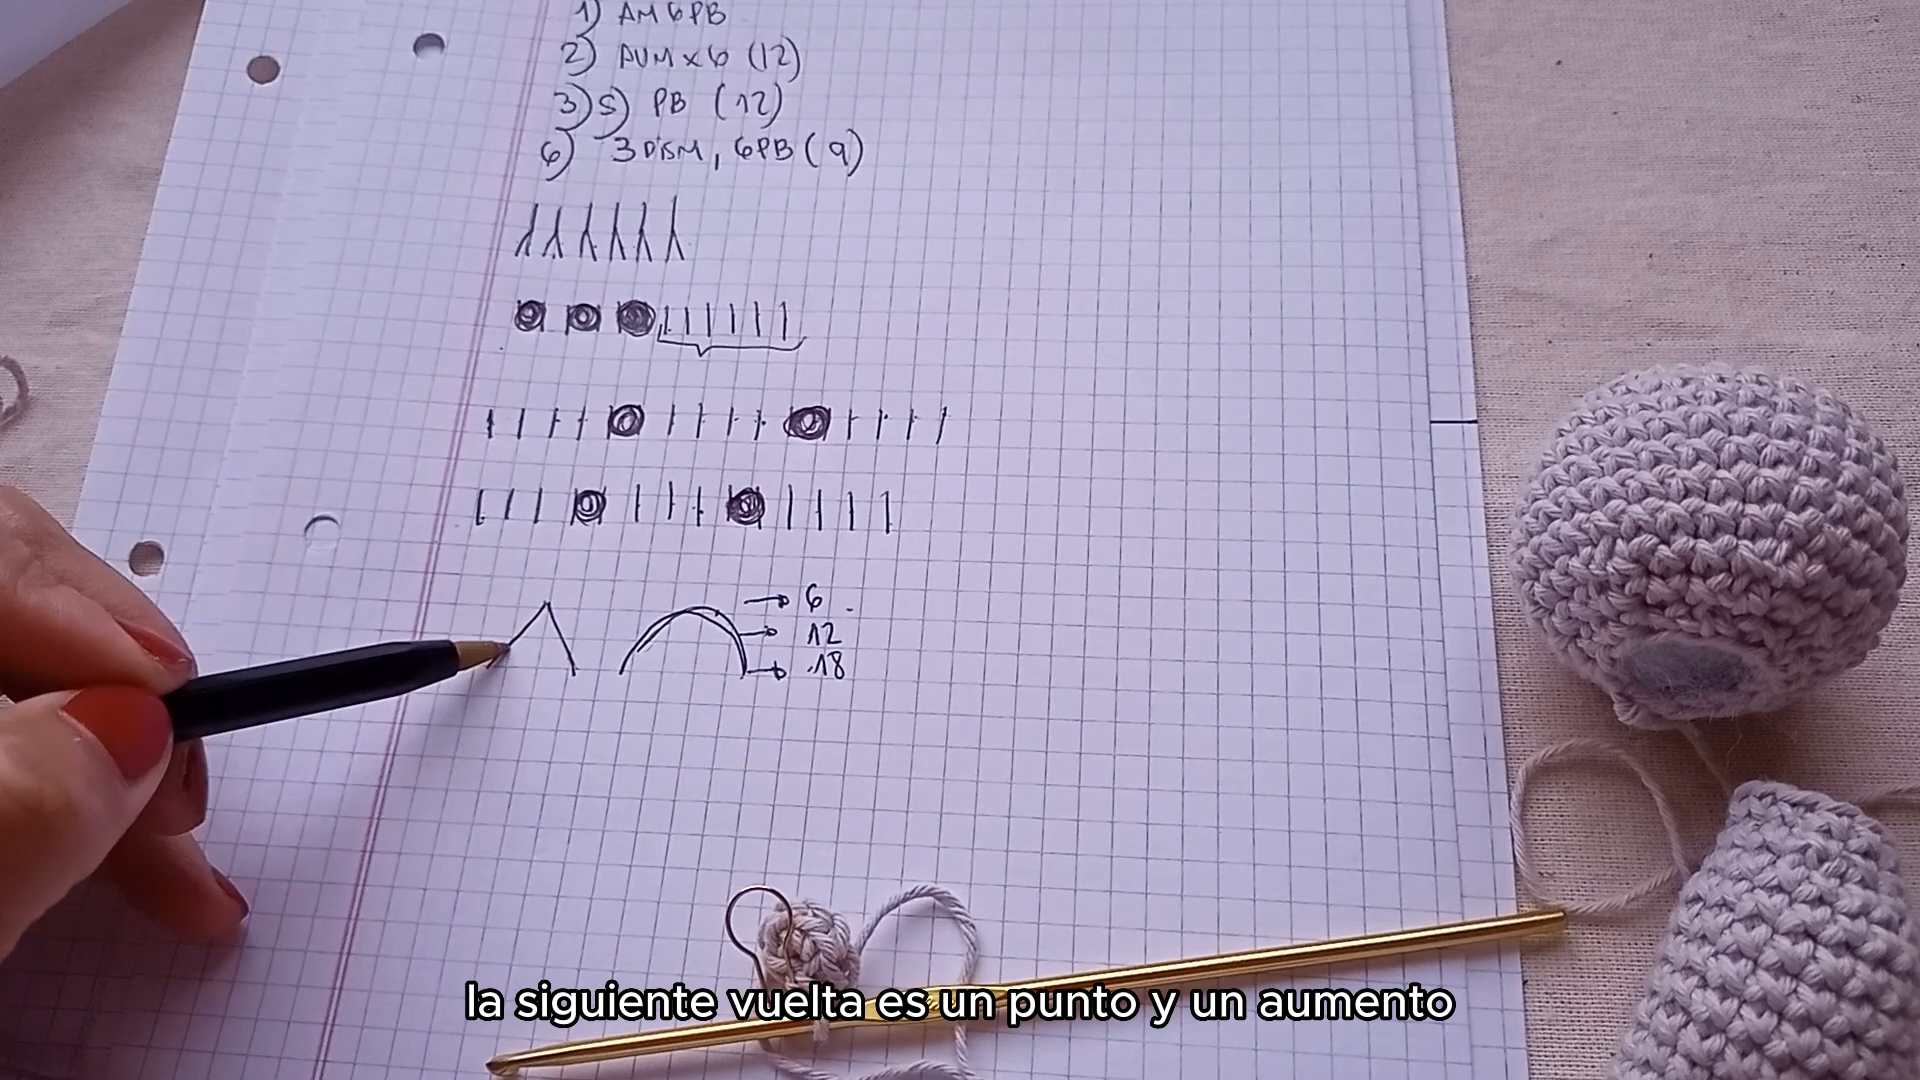 1) AM 6PB
2) AUM x 6 (12)
3) 5) PB (12)
6) 3 DISM, 6PB (9)
→ 6
→ 12
→ 18
la siguiente vuelta es un punto y un aumento